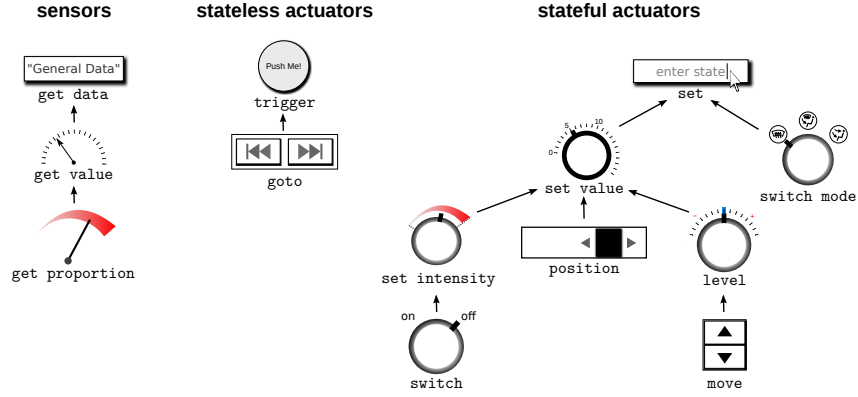 sensors
stateless actuators
stateful actuators
"General Data"
get data
get value
get proportion
Push Me!
trigger
goto
enter state
set
0
5
10
set value
switch mode
set intensity
position
-
+
level
on
off
switch
move